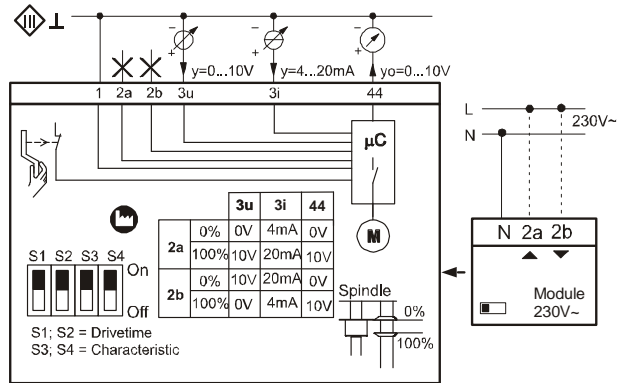 III ⊥
- + - + - +
y=0...10V y=4...20mA yo=0...10V
1 2a 2b 3u 3i 44
µC
M
3u 3i 44
2a 0% 0V 4mA 0V
100% 10V 20mA 10V
2b 0% 10V 20mA 0V
100% 0V 4mA 10V
S1 S2 S3 S4
On
Off
S1; S2 = Drivetime
S3; S4 = Characteristic
Spindle
0%
100%
L
230V~
N
N 2a 2b
Module
230V~